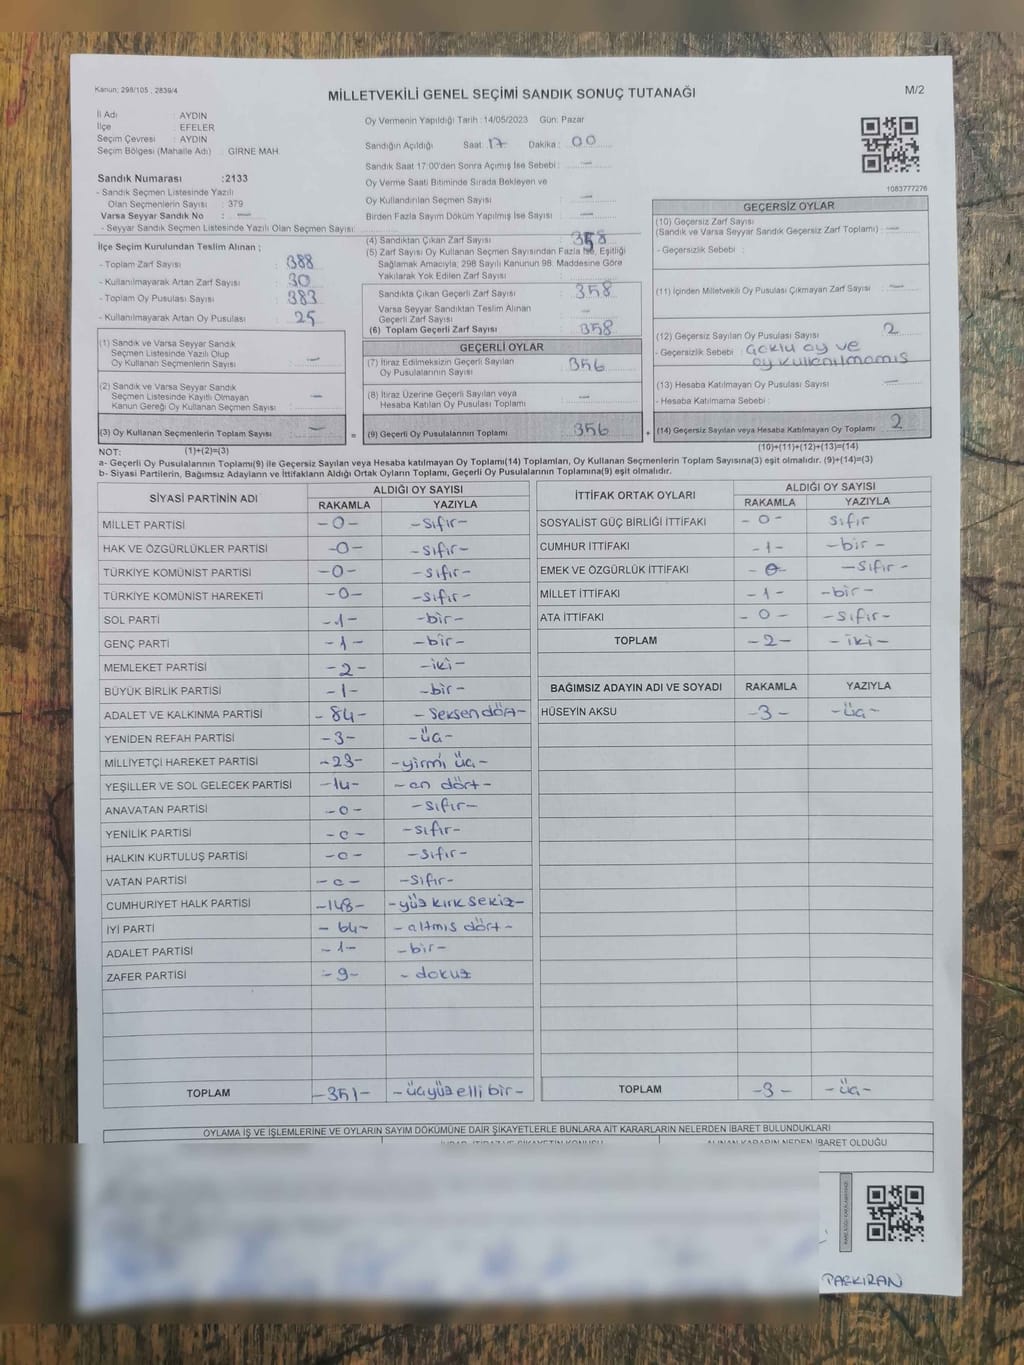 Kanun; 298/105 ; 2839/4
MİLLETVEKİLİ GENEL SEÇİMİ SANDIK SONUÇ TUTANAĞI
M/2
İl Adı : AYDIN
İlçe : EFELER
Seçim Çevresi : AYDIN
Seçim Bölgesi (Mahalle Adı) : GİRNE MAH.
Sandık Numarası :2133
- Sandık Seçmen Listesinde Yazılı
Olan Seçmenlerin Sayısı : 379
Varsa Seyyar Sandık No : —
- Seyyar Sandık Seçmen Listesinde Yazılı Olan Seçmen Sayısı:
Oy Vermenin Yapıldığı Tarih :14/05/2023 Gün: Pazar
Sandığın Açıldığı Saat: 17 Dakika: 00
Sandık Saat 17:00'den Sonra Açımış İse Sebebi : —
Oy Verme Saati Bitiminde Sırada Bekleyen ve
Oy Kullandırılan Seçmen Sayısı —
Birden Fazla Sayım Döküm Yapılmış İse Sayısı —
1083777276
İlçe Seçim Kurulundan Teslim Alınan ;
- Toplam Zarf Sayısı : 388
- Kullanılmayarak Artan Zarf Sayısı : 30
- Toplam Oy Pusulası Sayısı : 383
- Kullanılmayarak Artan Oy Pusulası : 25
(4) Sandıktan Çıkan Zarf Sayısı 358
(5) Zarf Sayısı Oy Kullanan Seçmen Sayısından Fazla İse, Eşitliği
Sağlamak Amacıyla; 298 Sayılı Kanunun 98. Maddesine Göre
Yakılarak Yok Edilen Zarf Sayısı
Sandıkta Çıkan Geçerli Zarf Sayısı : 358
Varsa Seyyar Sandıktan Teslim Alınan
Geçerli Zarf Sayısı : —
(6) Toplam Geçerli Zarf Sayısı : 358
GEÇERSİZ OYLAR
(10) Geçersiz Zarf Sayısı
(Sandık ve Varsa Seyyar Sandık Geçersiz Zarf Toplamı) : —
- Geçersizlik Sebebi :
(11) İçinden Milletvekili Oy Pusulası Çıkmayan Zarf Sayısı : —
(12) Geçersiz Sayılan Oy Pusulası Sayısı : 2
- Geçersizlik Sebebi : Çoklu oy ve
oy kullanılmamış
(13) Hesaba Katılmayan Oy Pusulası Sayısı : —
- Hesaba Katılmama Sebebi :
(14) Geçersiz Sayılan veya Hesaba Katılmayan Oy Toplamı : 2
(1) Sandık ve Varsa Seyyar Sandık
Seçmen Listesinde Yazılı Olup
Oy Kullanan Seçmenlerin Sayısı : —
(2) Sandık ve Varsa Seyyar Sandık
Seçmen Listesinde Kayıtlı Olmayan
Kanun Gereği Oy Kullanan Seçmen Sayısı : —
(3) Oy Kullanan Seçmenlerin Toplam Sayısı : —
GEÇERLİ OYLAR
(7) İtiraz Edilmeksizin Geçerli Sayılan
Oy Pusulalarının Sayısı : 356
(8) İtiraz Üzerine Geçerli Sayılan veya
Hesaba Katılan Oy Pusulası Toplamı : —
= (9) Geçerli Oy Pusulalarının Toplamı : 356 +
NOT: (1)+(2)=(3)
(10)+(11)+(12)+(13)=(14)
a- Geçerli Oy Pusulalarının Toplamı(9) ile Geçersiz Sayılan veya Hesaba katılmayan Oy Toplamı(14) Toplamları, Oy Kullanan Seçmenlerin Toplam Sayısına(3) eşit olmalıdır. (9)+(14)=(3)
b- Siyasi Partilerin, Bağımsız Adayların ve İttifakların Aldığı Ortak Oyların Toplamı, Geçerli Oy Pusulalarının Toplamına(9) eşit olmalıdır.
SİYASİ PARTİNİN ADI ALDIĞI OY SAYISI
RAKAMLA YAZIYLA
MİLLET PARTİSİ -0- -sıfır-
HAK VE ÖZGÜRLÜKLER PARTİSİ -0- -sıfır-
TÜRKİYE KOMÜNİST PARTİSİ -0- -sıfır-
TÜRKİYE KOMÜNİST HAREKETİ -0- -sıfır-
SOL PARTİ -1- -bir-
GENÇ PARTİ -1- -bir-
MEMLEKET PARTİSİ -2- -iki-
BÜYÜK BİRLİK PARTİSİ -1- -bir-
ADALET VE KALKINMA PARTİSİ -84- -seksendört-
YENİDEN REFAH PARTİSİ -3- -üç-
MİLLİYETÇİ HAREKET PARTİSİ -23- -yirmi üç-
YEŞİLLER VE SOL GELECEK PARTİSİ -14- -on dört-
ANAVATAN PARTİSİ -0- -sıfır-
YENİLİK PARTİSİ -0- -sıfır-
HALKIN KURTULUŞ PARTİSİ -0- -sıfır-
VATAN PARTİSİ -0- -sıfır-
CUMHURİYET HALK PARTİSİ -148- -yüz kırk sekiz-
İYİ PARTİ -64- -altmış dört-
ADALET PARTİSİ -1- -bir-
ZAFER PARTİSİ -9- -dokuz
TOPLAM -351- -üçyüz elli bir-
İTTİFAK ORTAK OYLARI ALDIĞI OY SAYISI
RAKAMLA YAZIYLA
SOSYALİST GÜÇ BİRLİĞİ İTTİFAKI -0- sıfır
CUMHUR İTTİFAKI -1- -bir-
EMEK VE ÖZGÜRLÜK İTTİFAKI -0- -sıfır-
MİLLET İTTİFAKI -1- -bir-
ATA İTTİFAKI -0- -sıfır-
TOPLAM -2- -iki-
BAĞIMSIZ ADAYIN ADI VE SOYADI RAKAMLA YAZIYLA
HÜSEYİN AKSU -3- -üç-
TOPLAM -3- -üç-
OYLAMA İŞ VE İŞLEMLERİNE VE OYLARIN SAYIM DÖKÜMÜNE DAİR ŞİKAYETLERLE BUNLARA AİT KARARLARIN NELERDEN İBARET BULUNDUKLARI
ALINAN KARARIN NEDEN İBARET OLDUĞU